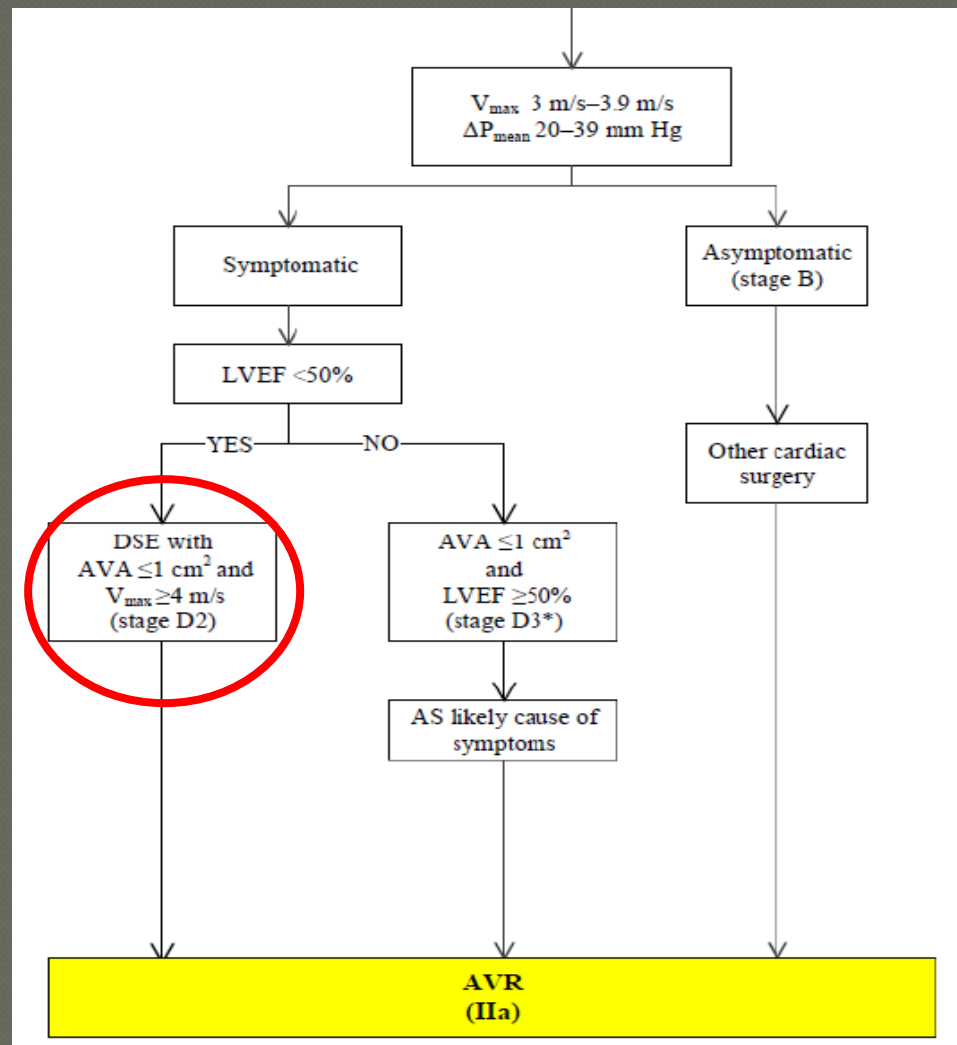 Vmax 3 m/s–3.9 m/s
ΔPmean 20–39 mm Hg
Symptomatic
Asymptomatic
(stage B)
LVEF <50%
YES
NO
Other cardiac
surgery
DSE with
AVA ≤1 cm² and
Vmax ≥4 m/s
(stage D2)
AVA ≤1 cm²
and
LVEF ≥50%
(stage D3*)
AS likely cause of
symptoms
AVR
(IIa)